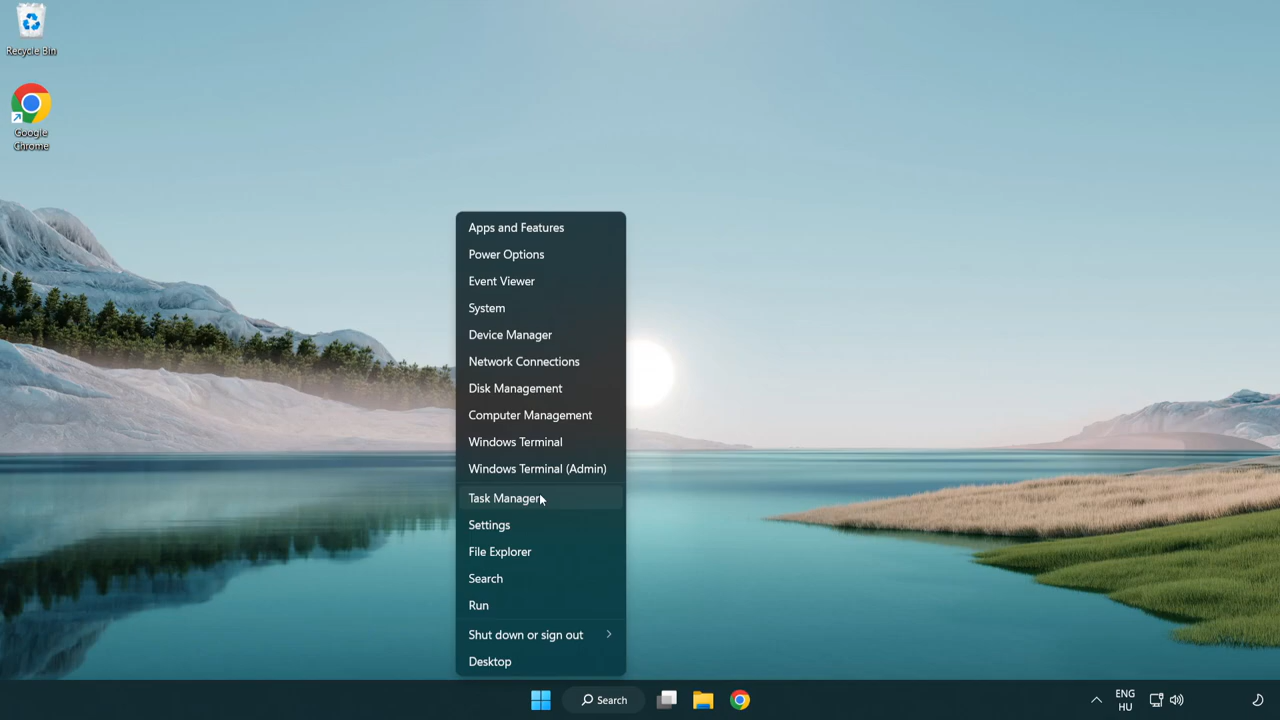 Recycle Bin
Google
Chrome
Apps and Features
Power Options
Event Viewer
System
Device Manager
Network Connections
Disk Management
Computer Management
Windows Terminal
Windows Terminal (Admin)
Task Manager
Settings
File Explorer
Search
Run
Shut down or sign out
Desktop
Search
ENG
HU